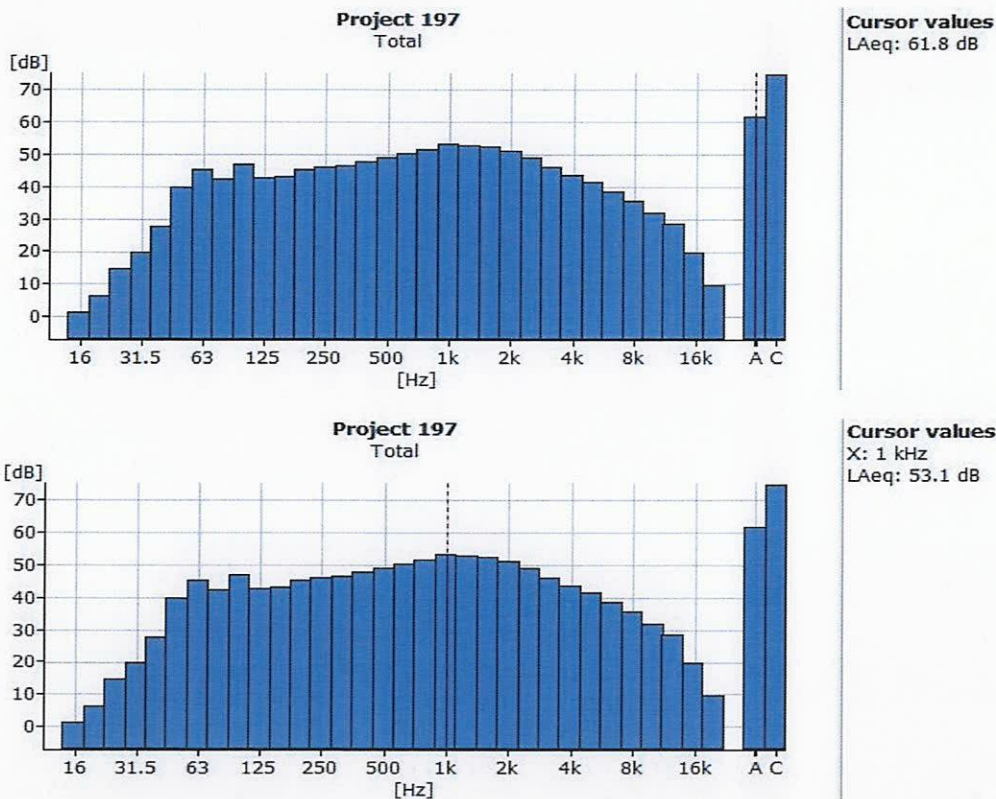 Project 197
Total
Cursor values
LAeq: 61.8 dB
[dB]
70
60
50
40
30
20
10
0
16 31.5 63 125 250 500 1k 2k 4k 8k 16k A C
[Hz]
Project 197
Total
Cursor values
X: 1 kHz
LAeq: 53.1 dB
[dB]
70
60
50
40
30
20
10
0
16 31.5 63 125 250 500 1k 2k 4k 8k 16k A C
[Hz]